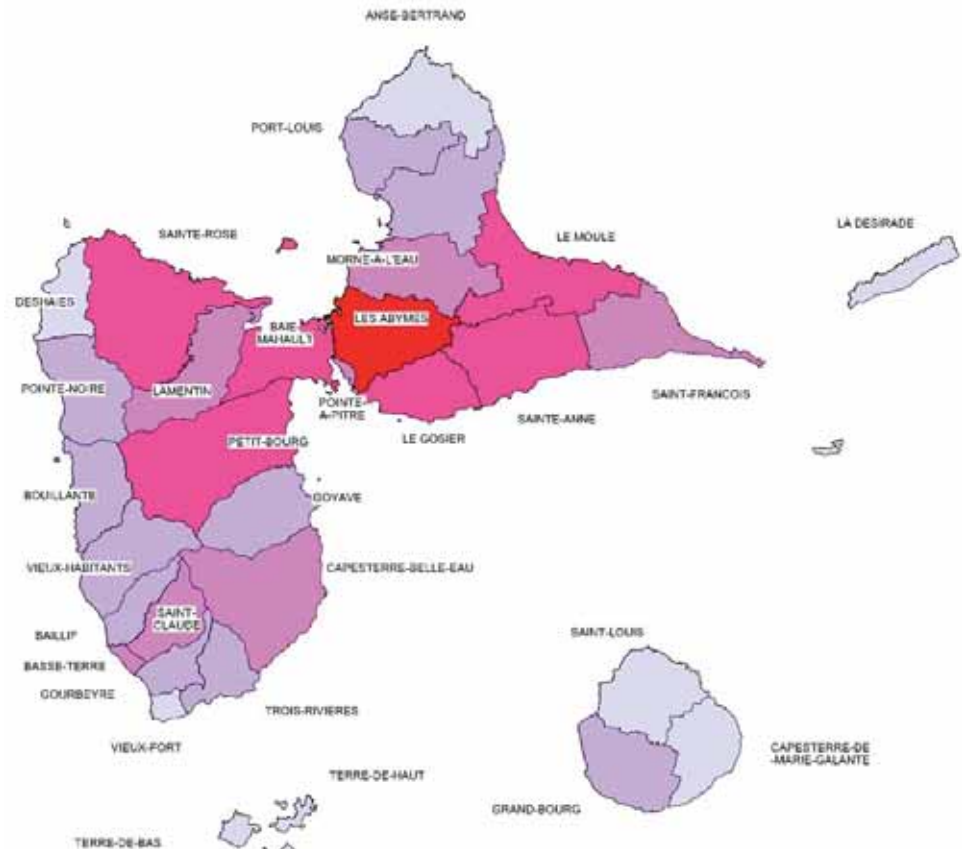 ANSE-BERTRAND
PORT-LOUIS
SAINTE-ROSE
LE MOULE
LA DESIRADE
MORNE-A-L'EAU
DESHAIES
LES ABYMES
BAIE-
MAHAULT
POINTE-NOIRE
LAMENTIN
SAINT-FRANCOIS
POINTE-
A-PITRE
SAINTE-ANNE
LE GOSIER
PETIT-BOURG
BOUILLANTE
GOYAVE
VIEUX-HABITANTS
CAPESTERRE-BELLE-EAU
SAINT-
CLAUDE
BAILLIF
SAINT-LOUIS
BASSE-TERRE
GOURBEYRE
TROIS-RIVIERES
VIEUX-FORT
CAPESTERRE-DE
-MARIE-GALANTE
TERRE-DE-HAUT
GRAND-BOURG
TERRE-DE-BAS